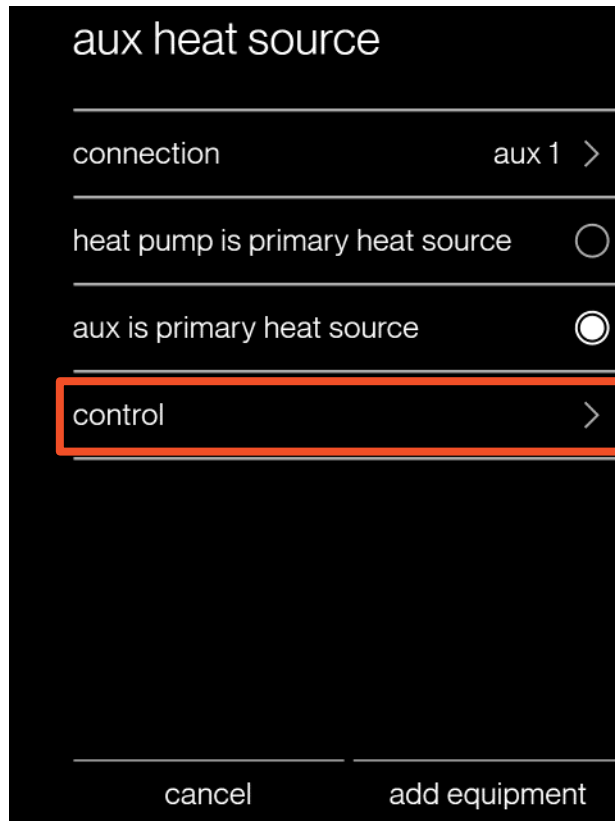 aux heat source
connection aux 1
heat pump is primary heat source
aux is primary heat source
control
cancel add equipment